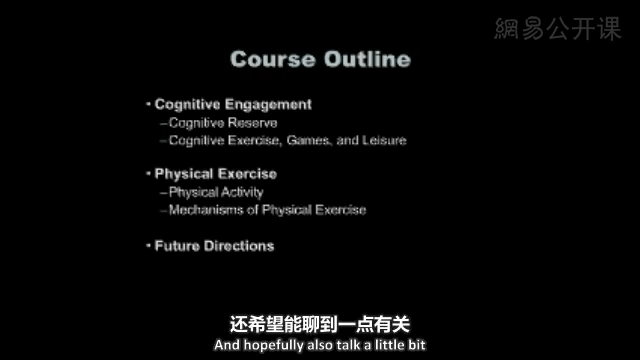 網易公开课
Course Outline
• Cognitive Engagement
–Cognitive Reserve
–Cognitive Exercise, Games, and Leisure
• Physical Exercise
–Physical Activity
–Mechanisms of Physical Exercise
• Future Directions
还希望能聊到一点有关
And hopefully also talk a little bit